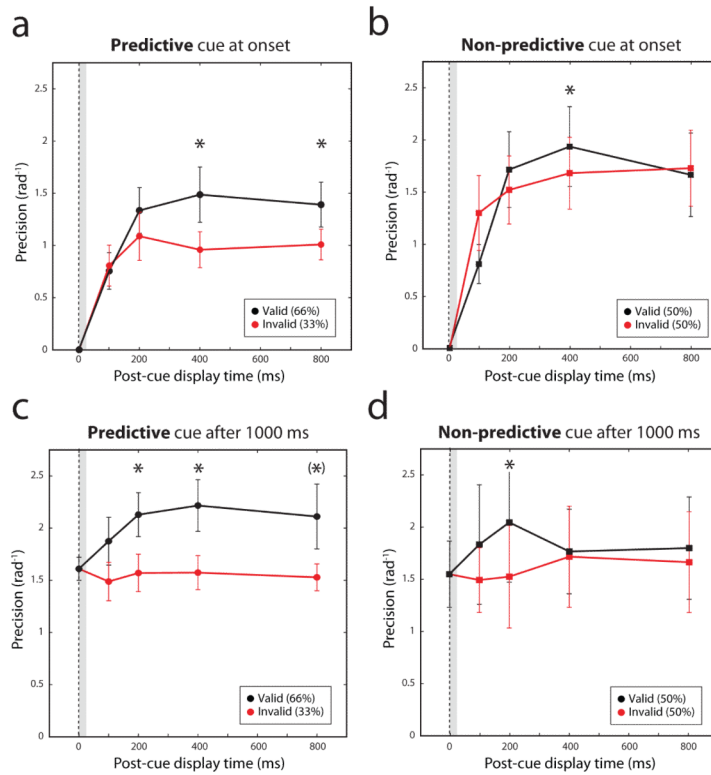 a
Predictive cue at onset
2.5
2
1.5
1
0.5
0
Precision (rad⁻¹)
*
*
Valid (66%)
Invalid (33%)
0
200
400
600
800
Post-cue display time (ms)
b
Non-predictive cue at onset
2.5
2
1.5
1
0.5
0
Precision (rad⁻¹)
*
Valid (50%)
Invalid (50%)
0
200
400
600
800
Post-cue display time (ms)
c
Predictive cue after 1000 ms
2.5
2
1.5
1
0.5
0
Precision (rad⁻¹)
*
*
(*)
Valid (66%)
Invalid (33%)
0
200
400
600
800
Post-cue display time (ms)
d
Non-predictive cue after 1000 ms
2.5
2
1.5
1
0.5
0
Precision (rad⁻¹)
*
Valid (50%)
Invalid (50%)
0
200
400
600
800
Post-cue display time (ms)